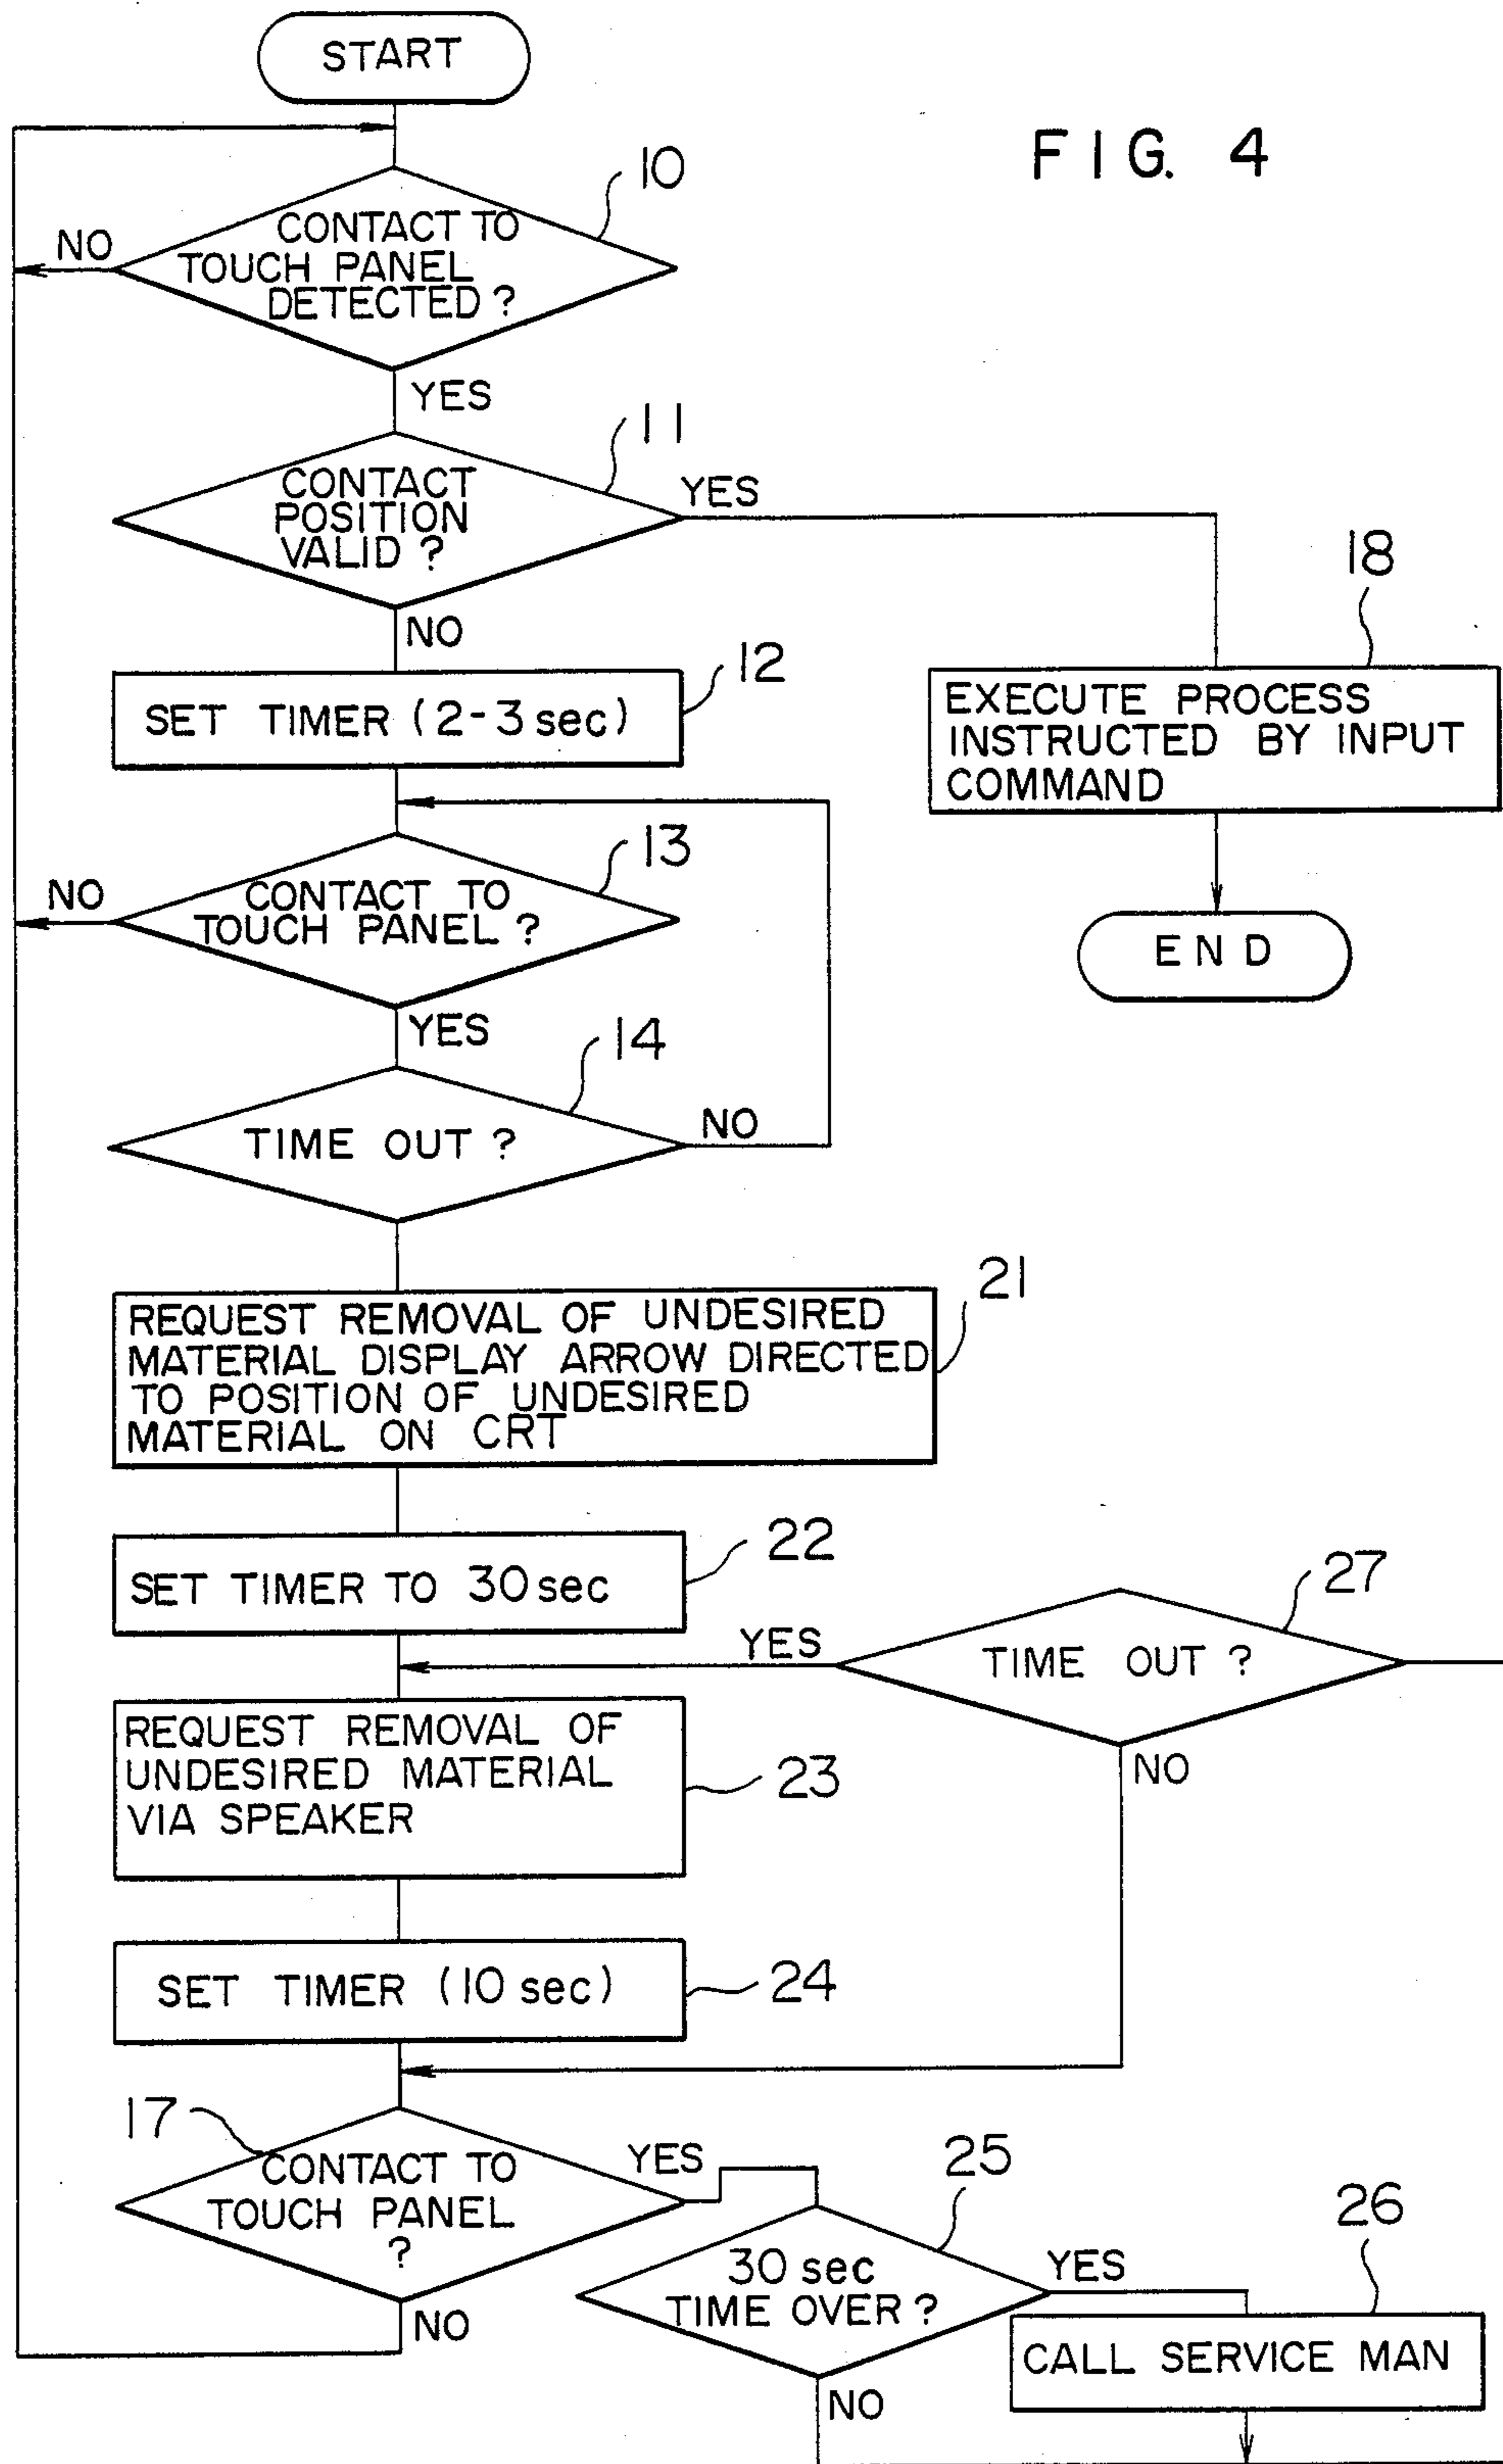 START
FIG. 4
10
CONTACT TO
TOUCH PANEL
DETECTED ?
NO
YES
11
CONTACT
POSITION
VALID ?
YES
NO
18
12
SET TIMER (2-3 sec)
EXECUTE PROCESS
INSTRUCTED BY INPUT
COMMAND
13
CONTACT TO
TOUCH PANEL ?
NO
END
YES
14
TIME OUT ?
NO
21
REQUEST REMOVAL OF UNDESIRED
MATERIAL DISPLAY ARROW DIRECTED
TO POSITION OF UNDESIRED
MATERIAL ON CRT
22
SET TIMER TO 30 sec
27
YES
TIME OUT ?
NO
REQUEST REMOVAL OF
UNDESIRED MATERIAL
VIA SPEAKER
23
SET TIMER (10 sec)
24
17
CONTACT TO
TOUCH PANEL
?
YES
NO
25
30 sec
TIME OVER ?
YES
26
CALL SERVICE MAN
NO